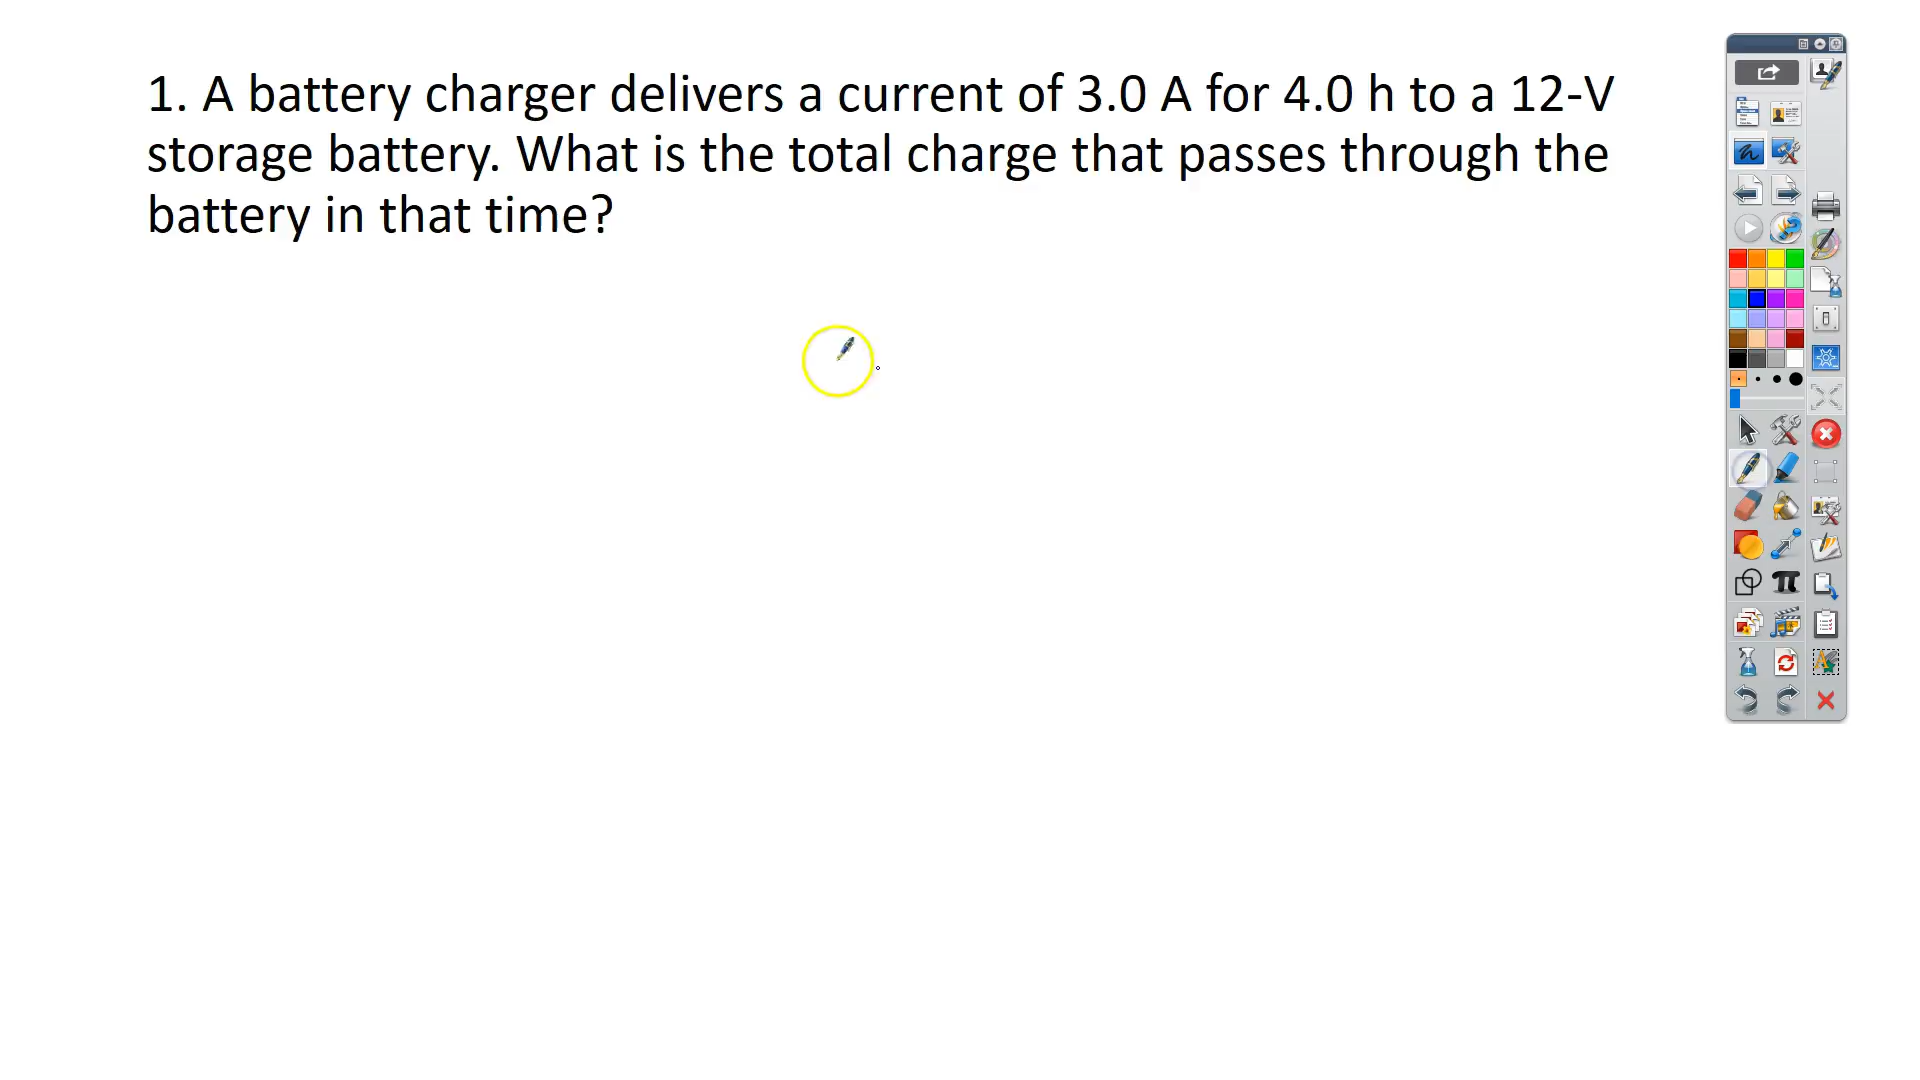 1. A battery charger delivers a current of 3.0 A for 4.0 h to a 12-V
storage battery. What is the total charge that passes through the
battery in that time?